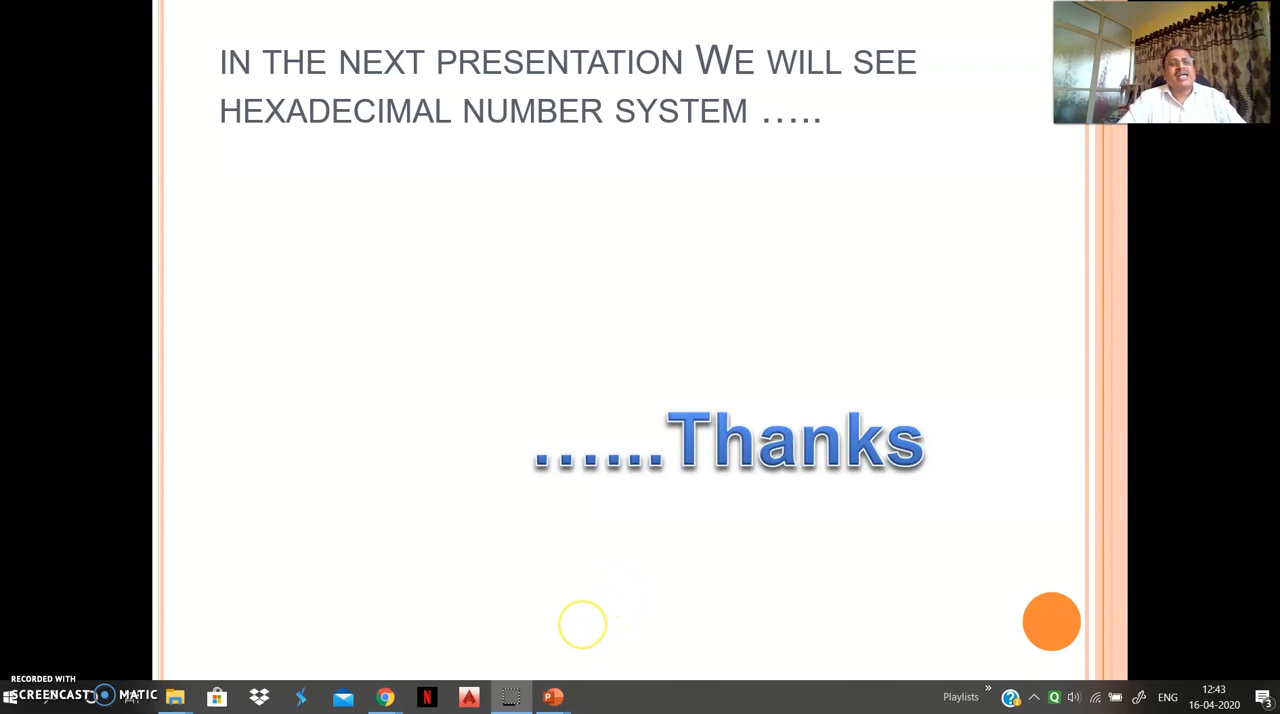 IN THE NEXT PRESENTATION WE WILL SEE
HEXADECIMAL NUMBER SYSTEM …..
……Thanks
RECORDED WITH
SCREENCAST MATIC
Playlists »
ENG
12:43
16-04-2020
3